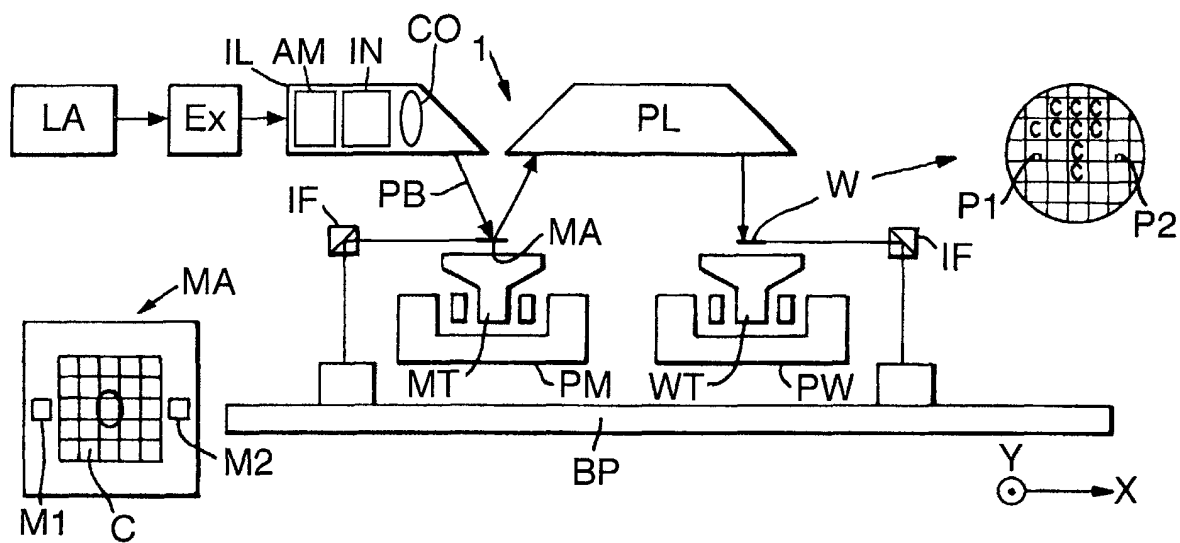 IL AM IN CO
1
LA Ex PL
C C C
C C C C
C
C
P1 P2
W
PB
IF MA IF
MA
MT PM WT PW
M1 C M2
BP
Y
X